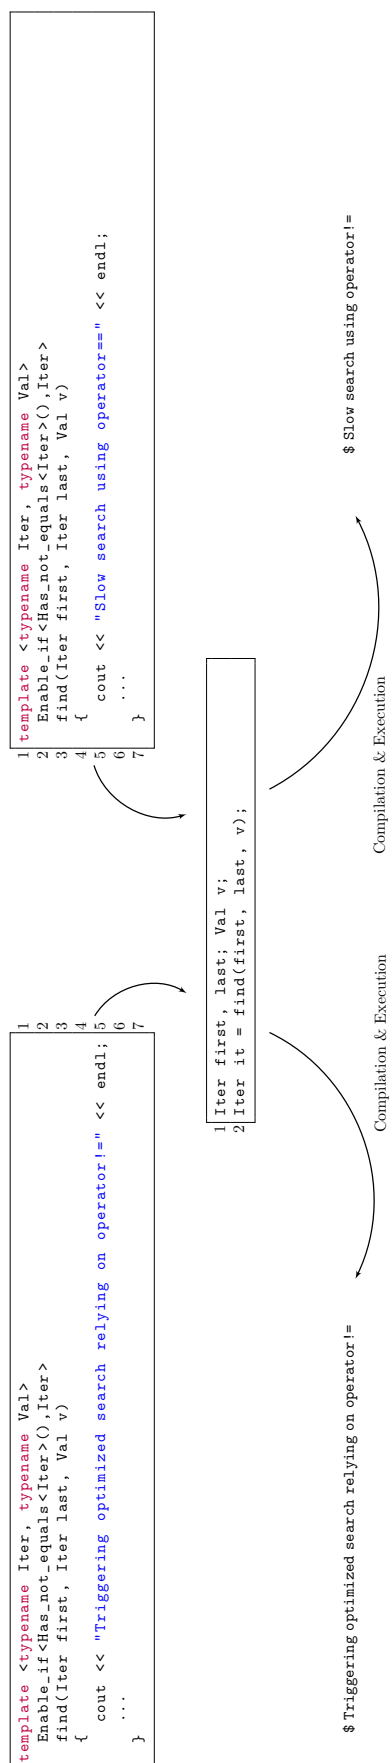 template <typename Iter, typename Val>
Enable_if<Has_not_equals<Iter>(),Iter>
find(Iter first, Iter last, Val v)
{
cout << "Triggering optimized search relying on operator!=" << endl;
...
}
1
2
3
4
5
6
7
1 template <typename Iter, typename Val>
2 Enable_if<Has_not_equals<Iter>(),Iter>
3 find(Iter first, Iter last, Val v)
4 {
5 cout << "Slow search using operator==" << endl;
6 ...
7 }
1 Iter first, last; Val v;
2 Iter it = find(first, last, v);
$ Triggering optimized search relying on operator!=
$ Slow search using operator!=
Compilation & Execution
Compilation & Execution